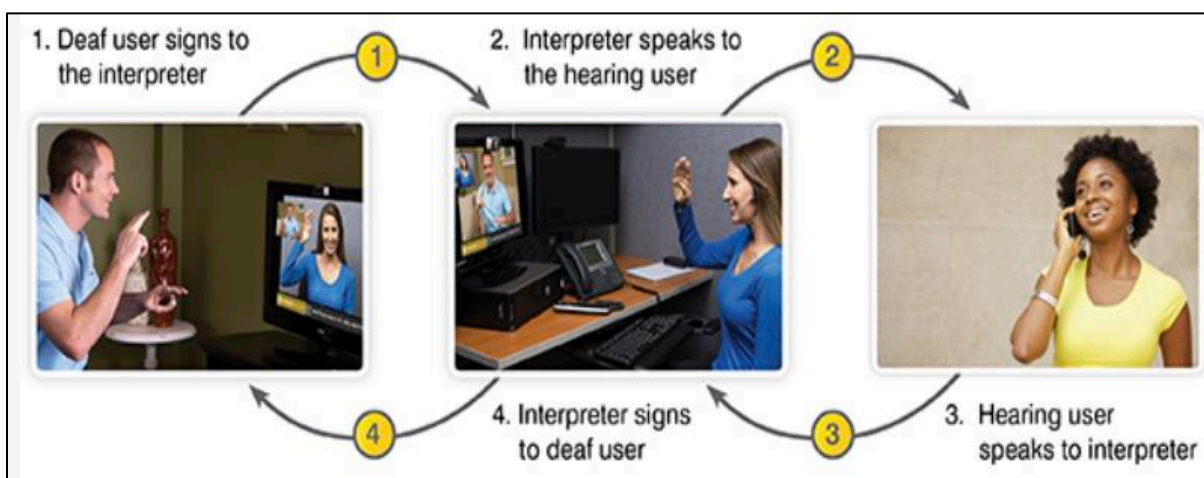 1. Deaf user signs to
the interpreter
1
2. Interpreter speaks to
the hearing user
2
3
3. Hearing user
speaks to interpreter
4
4. Interpreter signs
to deaf user